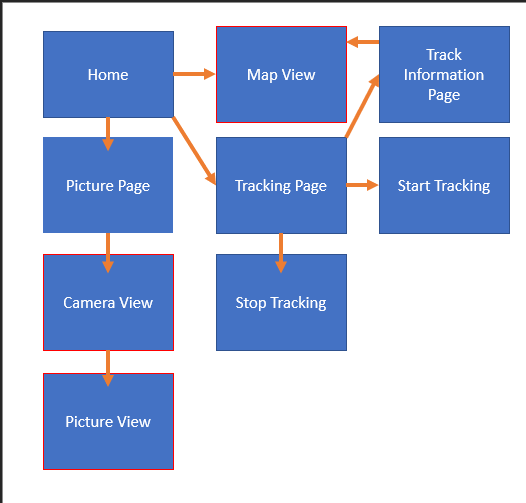 Home
Map View
Track
Information
Page
Picture Page
Tracking Page
Start Tracking
Camera View
Stop Tracking
Picture View